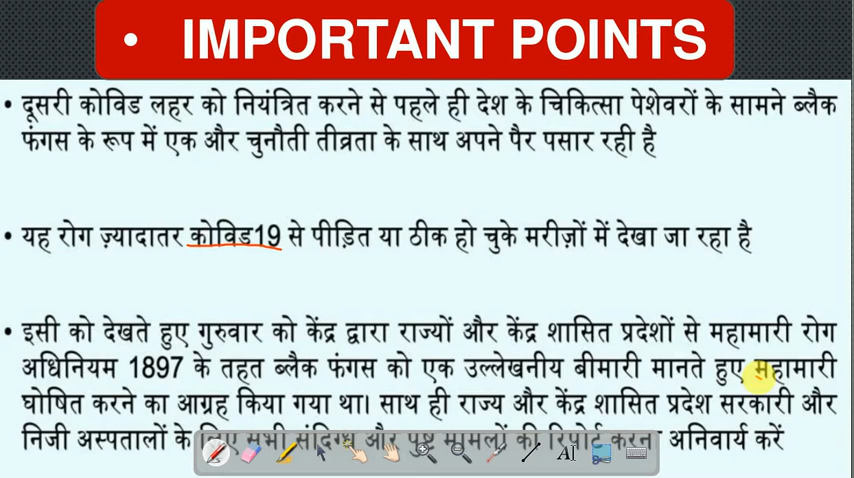 • IMPORTANT POINTS
• दूसरी कोविड लहर को नियंत्रित करने से पहले ही देश के चिकित्सा पेशेवरों के सामने ब्लैक
फंगस के रूप में एक और चुनौती तीव्रता के साथ अपने पैर पसार रही है
• यह रोग ज़्यादातर कोविड19 से पीड़ित या ठीक हो चुके मरीज़ों में देखा जा रहा है
• इसी को देखते हुए गुरुवार को केंद्र द्वारा राज्यों और केंद्र शासित प्रदेशों से महामारी रोग
अधिनियम 1897 के तहत ब्लैक फंगस को एक उल्लेखनीय बीमारी मानते हुए महामारी
घोषित करने का आग्रह किया गया था। साथ ही राज्य और केंद्र शासित प्रदेश सरकारी और
निजी अस्पतालों के लिए सभी संदिग्ध और पुष्ट मामलों की रिपोर्ट करना अनिवार्य करें